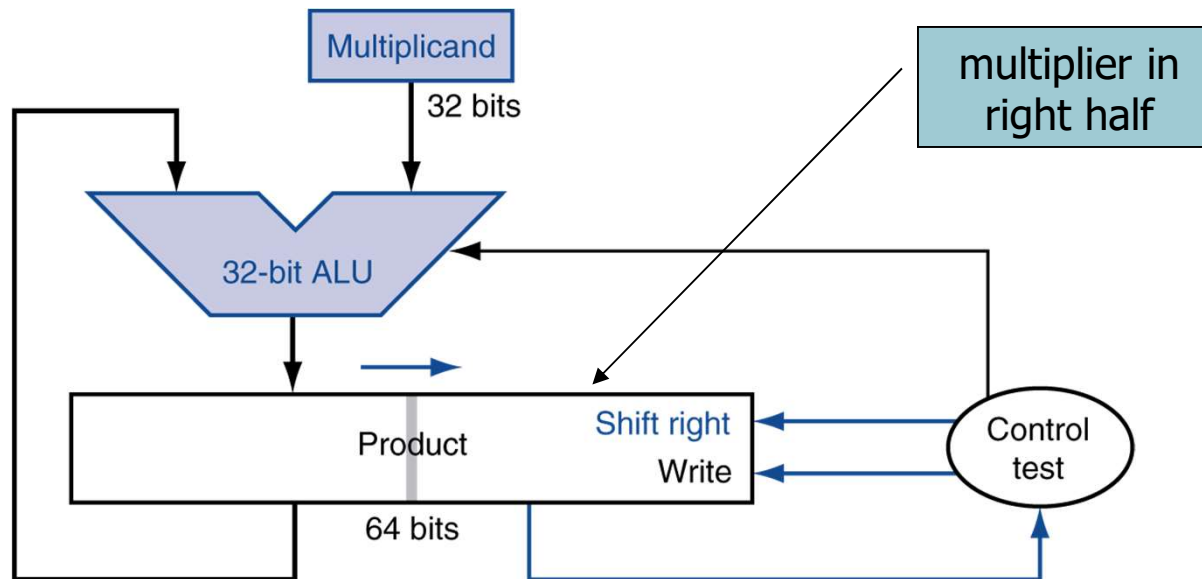 Multiplicand
multiplier in
right half
32 bits
32-bit ALU
Shift right
Product
Write
Control
test
64 bits